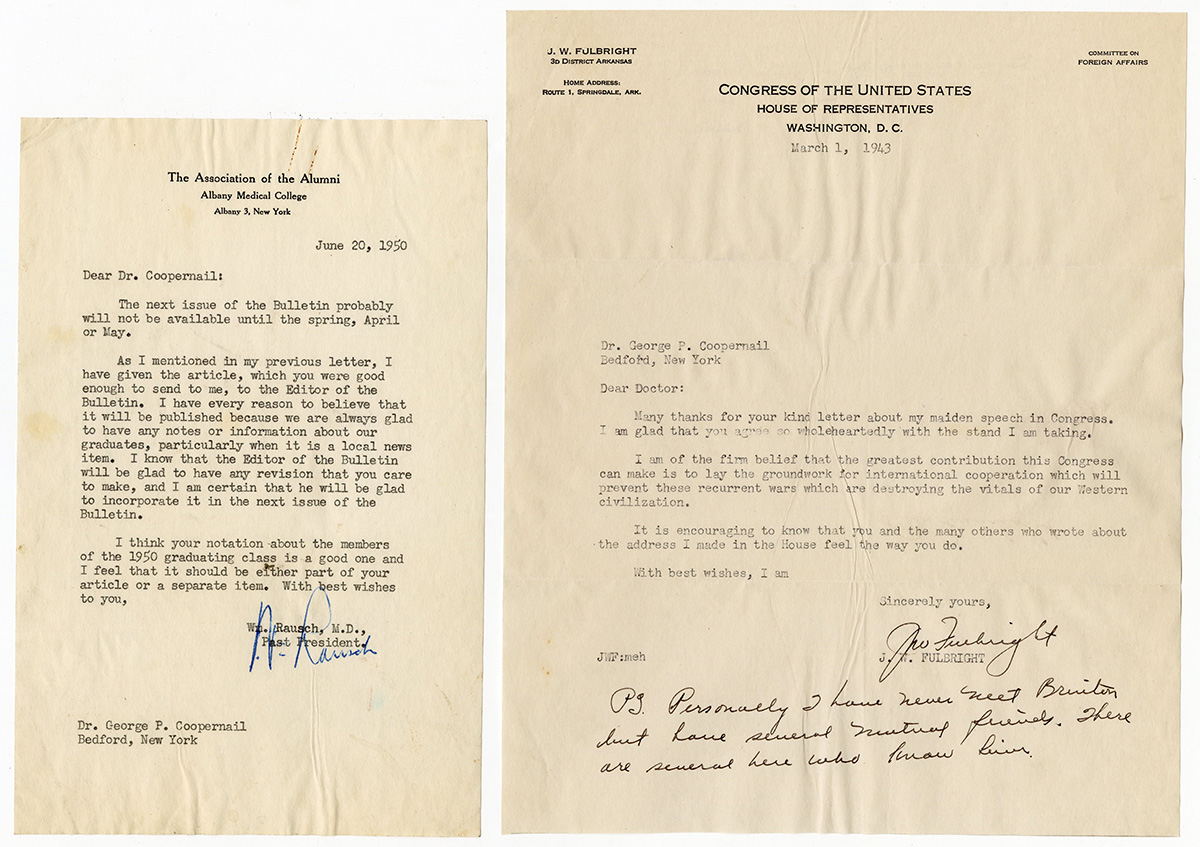 The Association of the Alumni
Albany Medical College
Albany 3, New York
June 20, 1950
Dear Dr. Coopernail:
The next issue of the Bulletin probably
will not be available until the spring, April
or May.
As I mentioned in my previous letter, I
have given the article, which you were good
enough to send to me, to the Editor of the
Bulletin. I have every reason to believe that
it will be published because we are always glad
to have any notes or information about our
graduates, particularly when it is a local news
item. I know that the Editor of the Bulletin
will be glad to have any revision that you care
to make, and I am certain that he will be glad
to incorporate it in the next issue of the
Bulletin.
I think your notation about the members
of the 1950 graduating class is a good one and
I feel that it should be either part of your
article or a separate item. With best wishes
to you,
Wm. Rausch, M.D.,
Past President.
W. Rausch
Dr. George P. Coopernail
Bedford, New York
J. W. FULBRIGHT
3D DISTRICT ARKANSAS
HOME ADDRESS:
ROUTE 1, SPRINGDALE, ARK.
COMMITTEE ON
FOREIGN AFFAIRS
CONGRESS OF THE UNITED STATES
HOUSE OF REPRESENTATIVES
WASHINGTON, D. C.
March 1, 1943
Dr. George P. Coopernail
Bedford, New York
Dear Doctor:
Many thanks for your kind letter about my maiden speech in Congress.
I am glad that you agree so wholeheartedly with the stand I am taking.
I am of the firm belief that the greatest contribution this Congress
can make is to lay the groundwork for international cooperation which will
prevent these recurrent wars which are destroying the vitals of our Western
civilization.
It is encouraging to know that you and the many others who wrote about
the address I made in the House feel the way you do.
With best wishes, I am
Sincerely yours,
Jw Fulbright
JWF:meh
J. W. FULBRIGHT
PS. Personally I have never met Brinton
but have several mutual friends. There
are several here who know him.